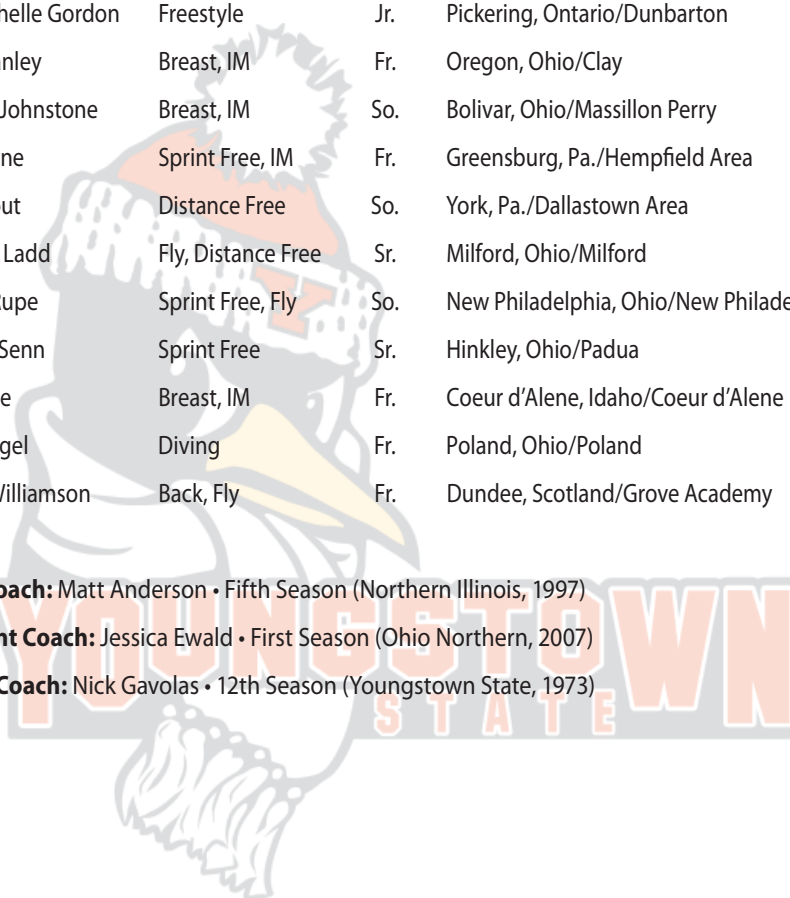 helle Gordon Freestyle Jr. Pickering, Ontario/Dunbarton
nley Breast, IM Fr. Oregon, Ohio/Clay
Johnstone Breast, IM So. Bolivar, Ohio/Massillon Perry
ne Sprint Free, IM Fr. Greensburg, Pa./Hempfield Area
out Distance Free So. York, Pa./Dallastown Area
Ladd Fly, Distance Free Sr. Milford, Ohio/Milford
Rupe Sprint Free, Fly So. New Philadelphia, Ohio/New Philade
Senn Sprint Free Sr. Hinkley, Ohio/Padua
e Breast, IM Fr. Coeur d’Alene, Idaho/Coeur d’Alene
gel Diving Fr. Poland, Ohio/Poland
Williamson Back, Fly Fr. Dundee, Scotland/Grove Academy
Y
oach: Matt Anderson • Fifth Season (Northern Illinois, 1997)
nt Coach: Jessica Ewald • First Season (Ohio Northern, 2007)
Coach: Nick Gavolas • 12th Season (Youngstown State, 1973)
YOUNGSTOWN
STATE